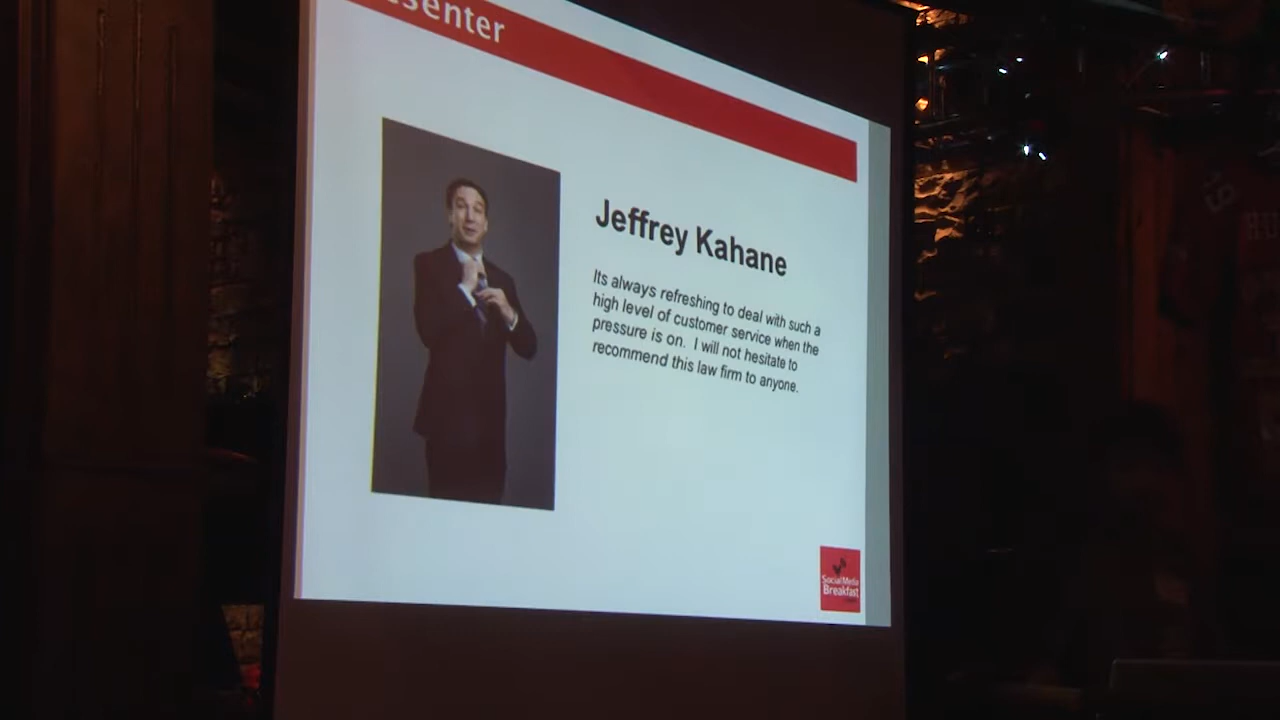 senter
Jeffrey Kahane
Its always refreshing to deal with such a
high level of customer service when the
pressure is on.  I will not hesitate to
recommend this law firm to anyone.
Social Media
Breakfast